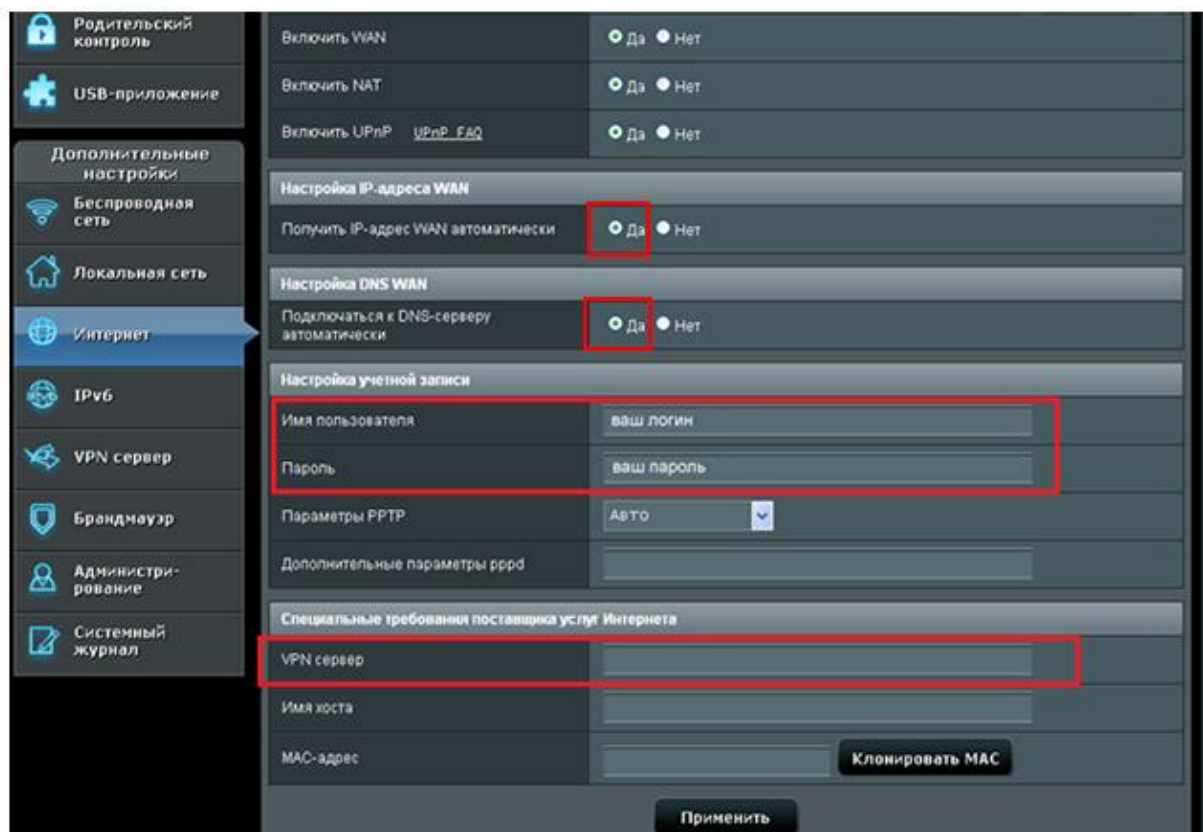 Родительский
контроль
USB-приложение
Дополнительные
настройки
Беспроводная
сеть
Локальная сеть
Интернет
IPv6
VPN сервер
Брандмауэр
Администри-
рование
Системный
журнал
Включить WAN Да Нет
Включить NAT Да Нет
Включить UPnP UPnP FAQ Да Нет
Настройка IP-адреса WAN
Получить IP-адрес WAN автоматически Да Нет
Настройка DNS WAN
Подключаться к DNS-серверу
автоматически Да Нет
Настройка учетной записи
Имя пользователя ваш логин
Пароль ваш пароль
Параметры PPTP Авто
Дополнительные параметры pppd
Специальные требования поставщика услуг Интернета
VPN сервер
Имя хоста
MAC-адрес Клонировать MAC
Применить